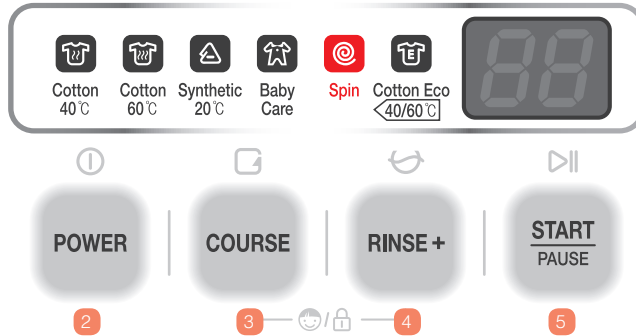 Cotton
40℃
Cotton
60℃
Synthetic
20℃
Baby
Care
Spin
Cotton Eco
40/60℃
88
POWER
COURSE
RINSE +
START
PAUSE
2
3
/
4
5